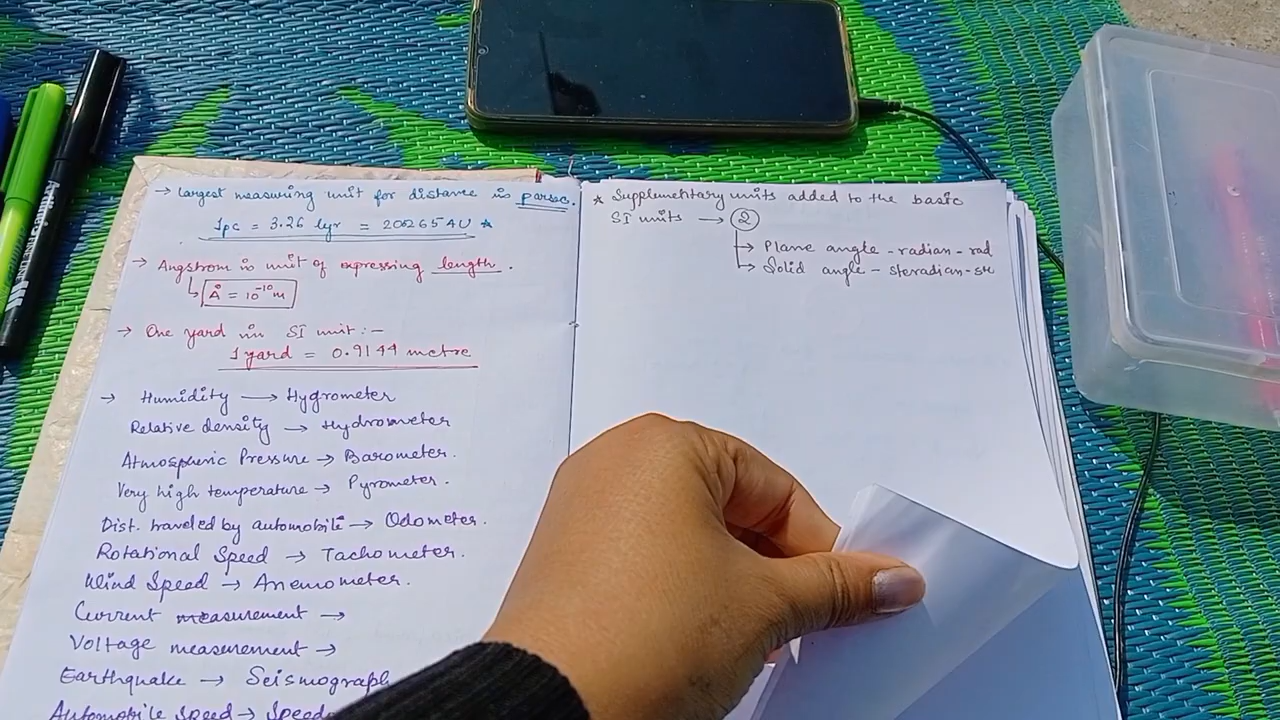 → Largest measuring unit for distance is parsec.
1pc = 3.26 lyr = 206265AU *
→ Angstrom is unit of expressing length.
↳ Å = 10⁻¹⁰m
→ One yard in SI unit :-
1 yard = 0.9144 metre
→ Humidity → Hygrometer
Relative density → Hydrometer
Atmospheric Pressure → Barometer.
Very high temperature → Pyrometer.
Dist. traveled by automobile → Odometer.
Rotational Speed → Tachometer.
Wind Speed → Anemometer.
Current measurement →
Voltage measurement →
Earthquake → Seismograph
Automobile Speed → Speedo
* Supplementary units added to the basic
SI units → 2
→ Plane angle - radian - rad
→ Solid angle - steradian - sr